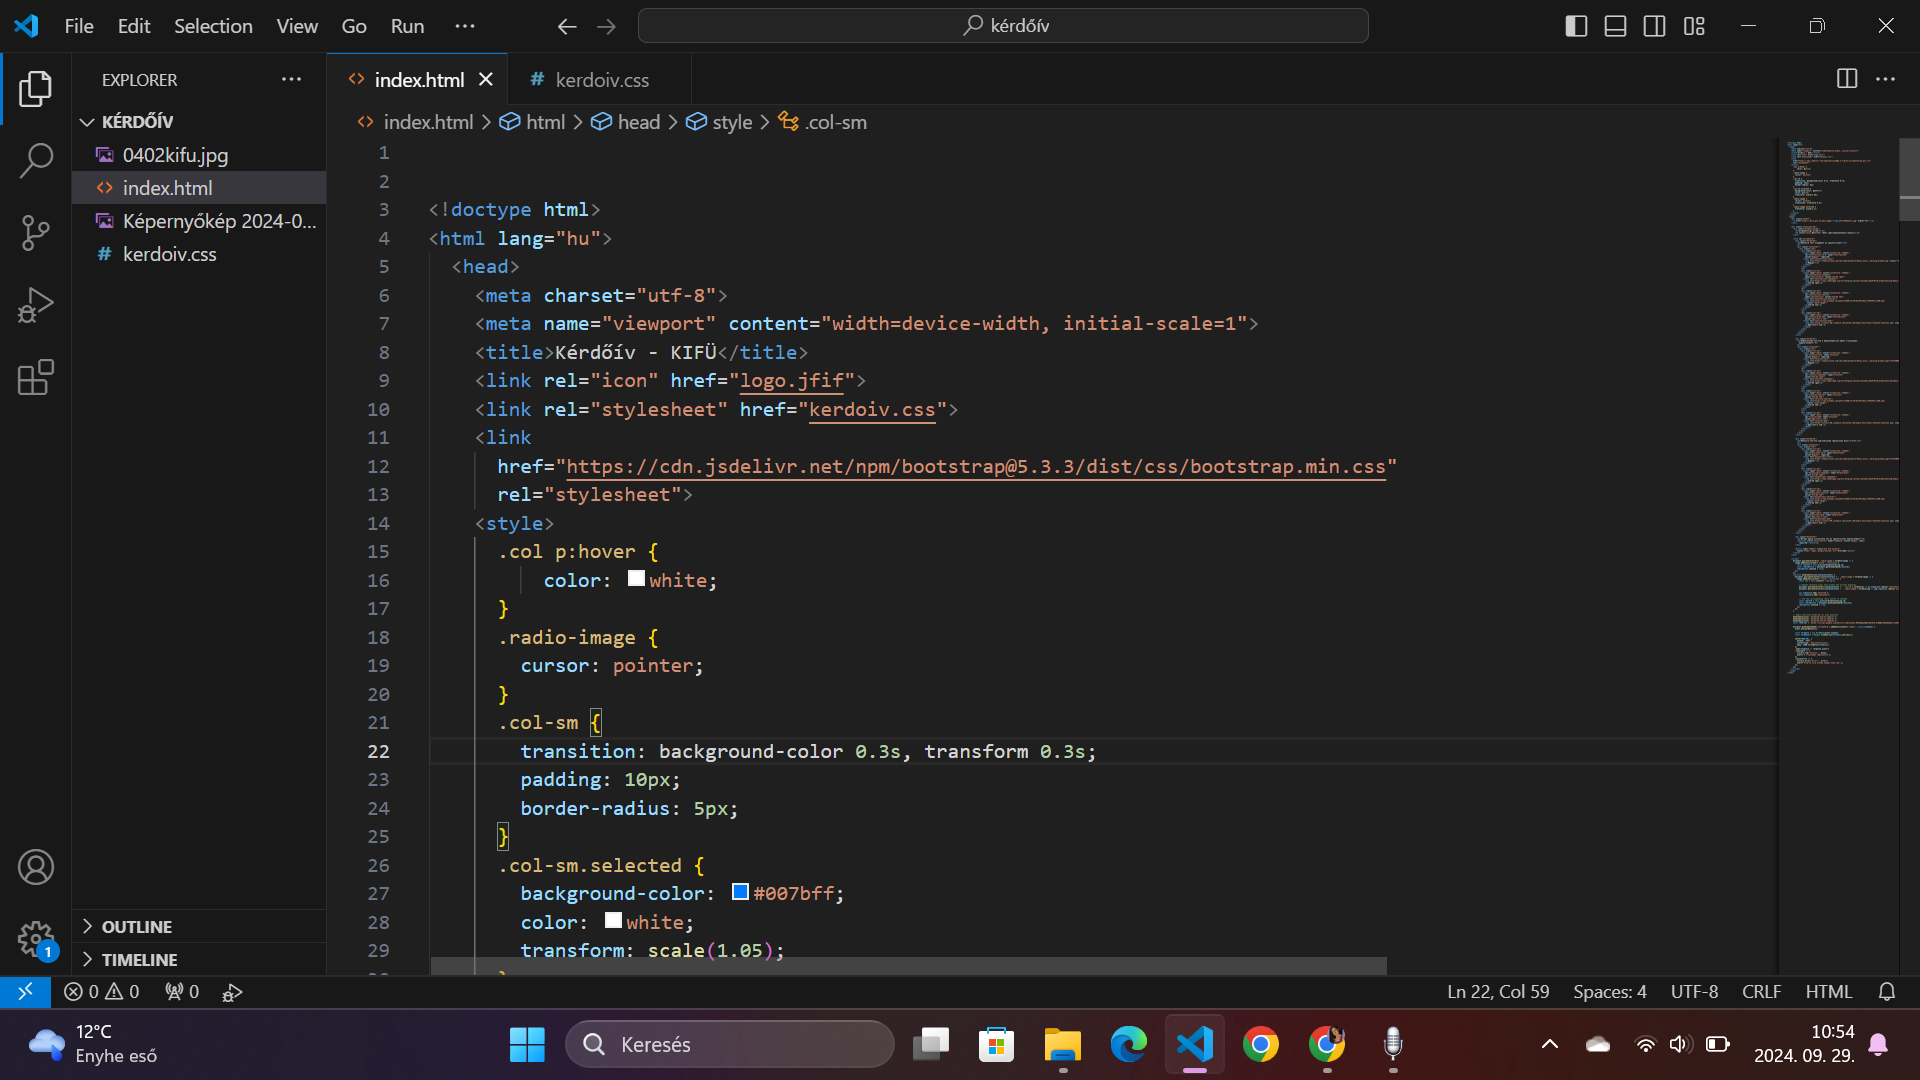 File Edit Selection View Go Run ··· kérdőív
EXPLORER ···
KÉRDŐÍV
0402kifu.jpg
index.html
Képernyőkép 2024-0...
# kerdoiv.css
OUTLINE
TIMELINE
<> index.html # kerdoiv.css
<> index.html > html > head > style > .col-sm
1
2
3 <!doctype html>
4 <html lang="hu">
5 <head>
6 <meta charset="utf-8">
7 <meta name="viewport" content="width=device-width, initial-scale=1">
8 <title>Kérdőív - KIFÜ</title>
9 <link rel="icon" href="logo.jfif">
10 <link rel="stylesheet" href="kerdoiv.css">
11 <link
12 href="https://cdn.jsdelivr.net/npm/bootstrap@5.3.3/dist/css/bootstrap.min.css"
13 rel="stylesheet">
14 <style>
15 .col p:hover {
16 color: white;
17 }
18 .radio-image {
19 cursor: pointer;
20 }
21 .col-sm {
22 transition: background-color 0.3s, transform 0.3s;
23 padding: 10px;
24 border-radius: 5px;
25 }
26 .col-sm.selected {
27 background-color: #007bff;
28 color: white;
29 transform: scale(1.05);
1
0 0 0 Ln 22, Col 59 Spaces: 4 UTF-8 CRLF HTML
12°C
Enyhe eső
Keresés
10:54
2024. 09. 29.